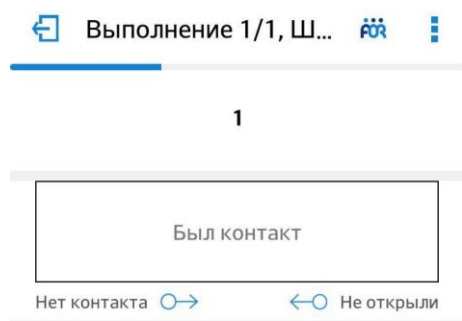 Выполнение 1/1, Ш... FÖR
1
Был контакт
Нет контакта Не открыли